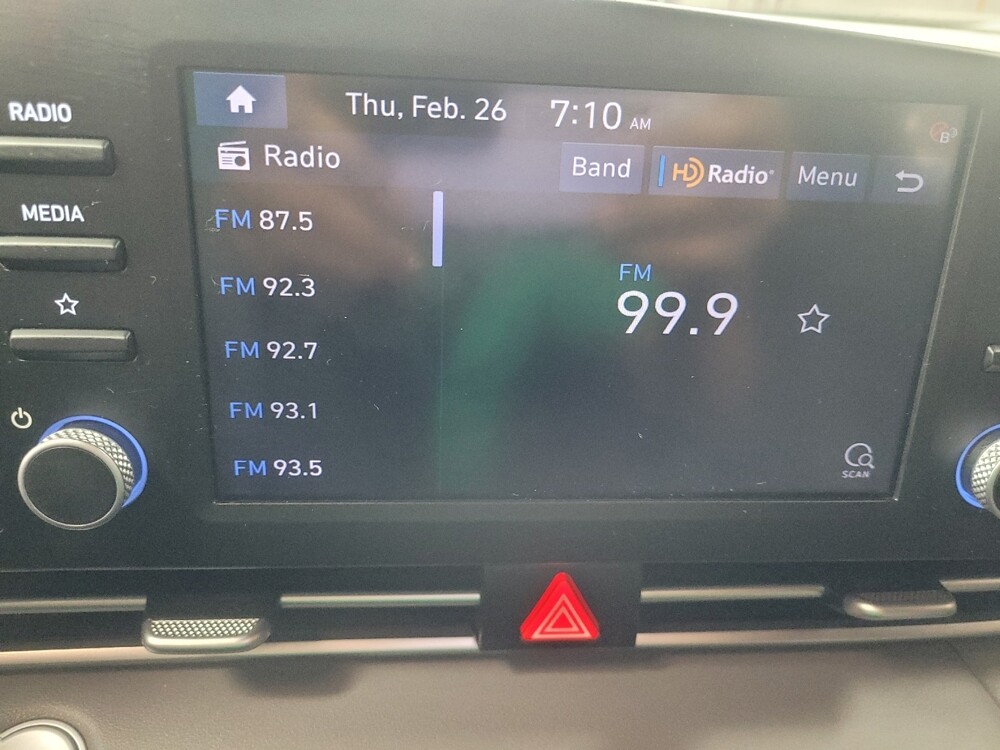 RADIO
MEDIA
Thu, Feb. 26 7:10 AM
Radio
Band HD Radio Menu
FM 87.5
FM 92.3
FM 92.7
FM 93.1
FM 93.5
FM
99.9
SCAN